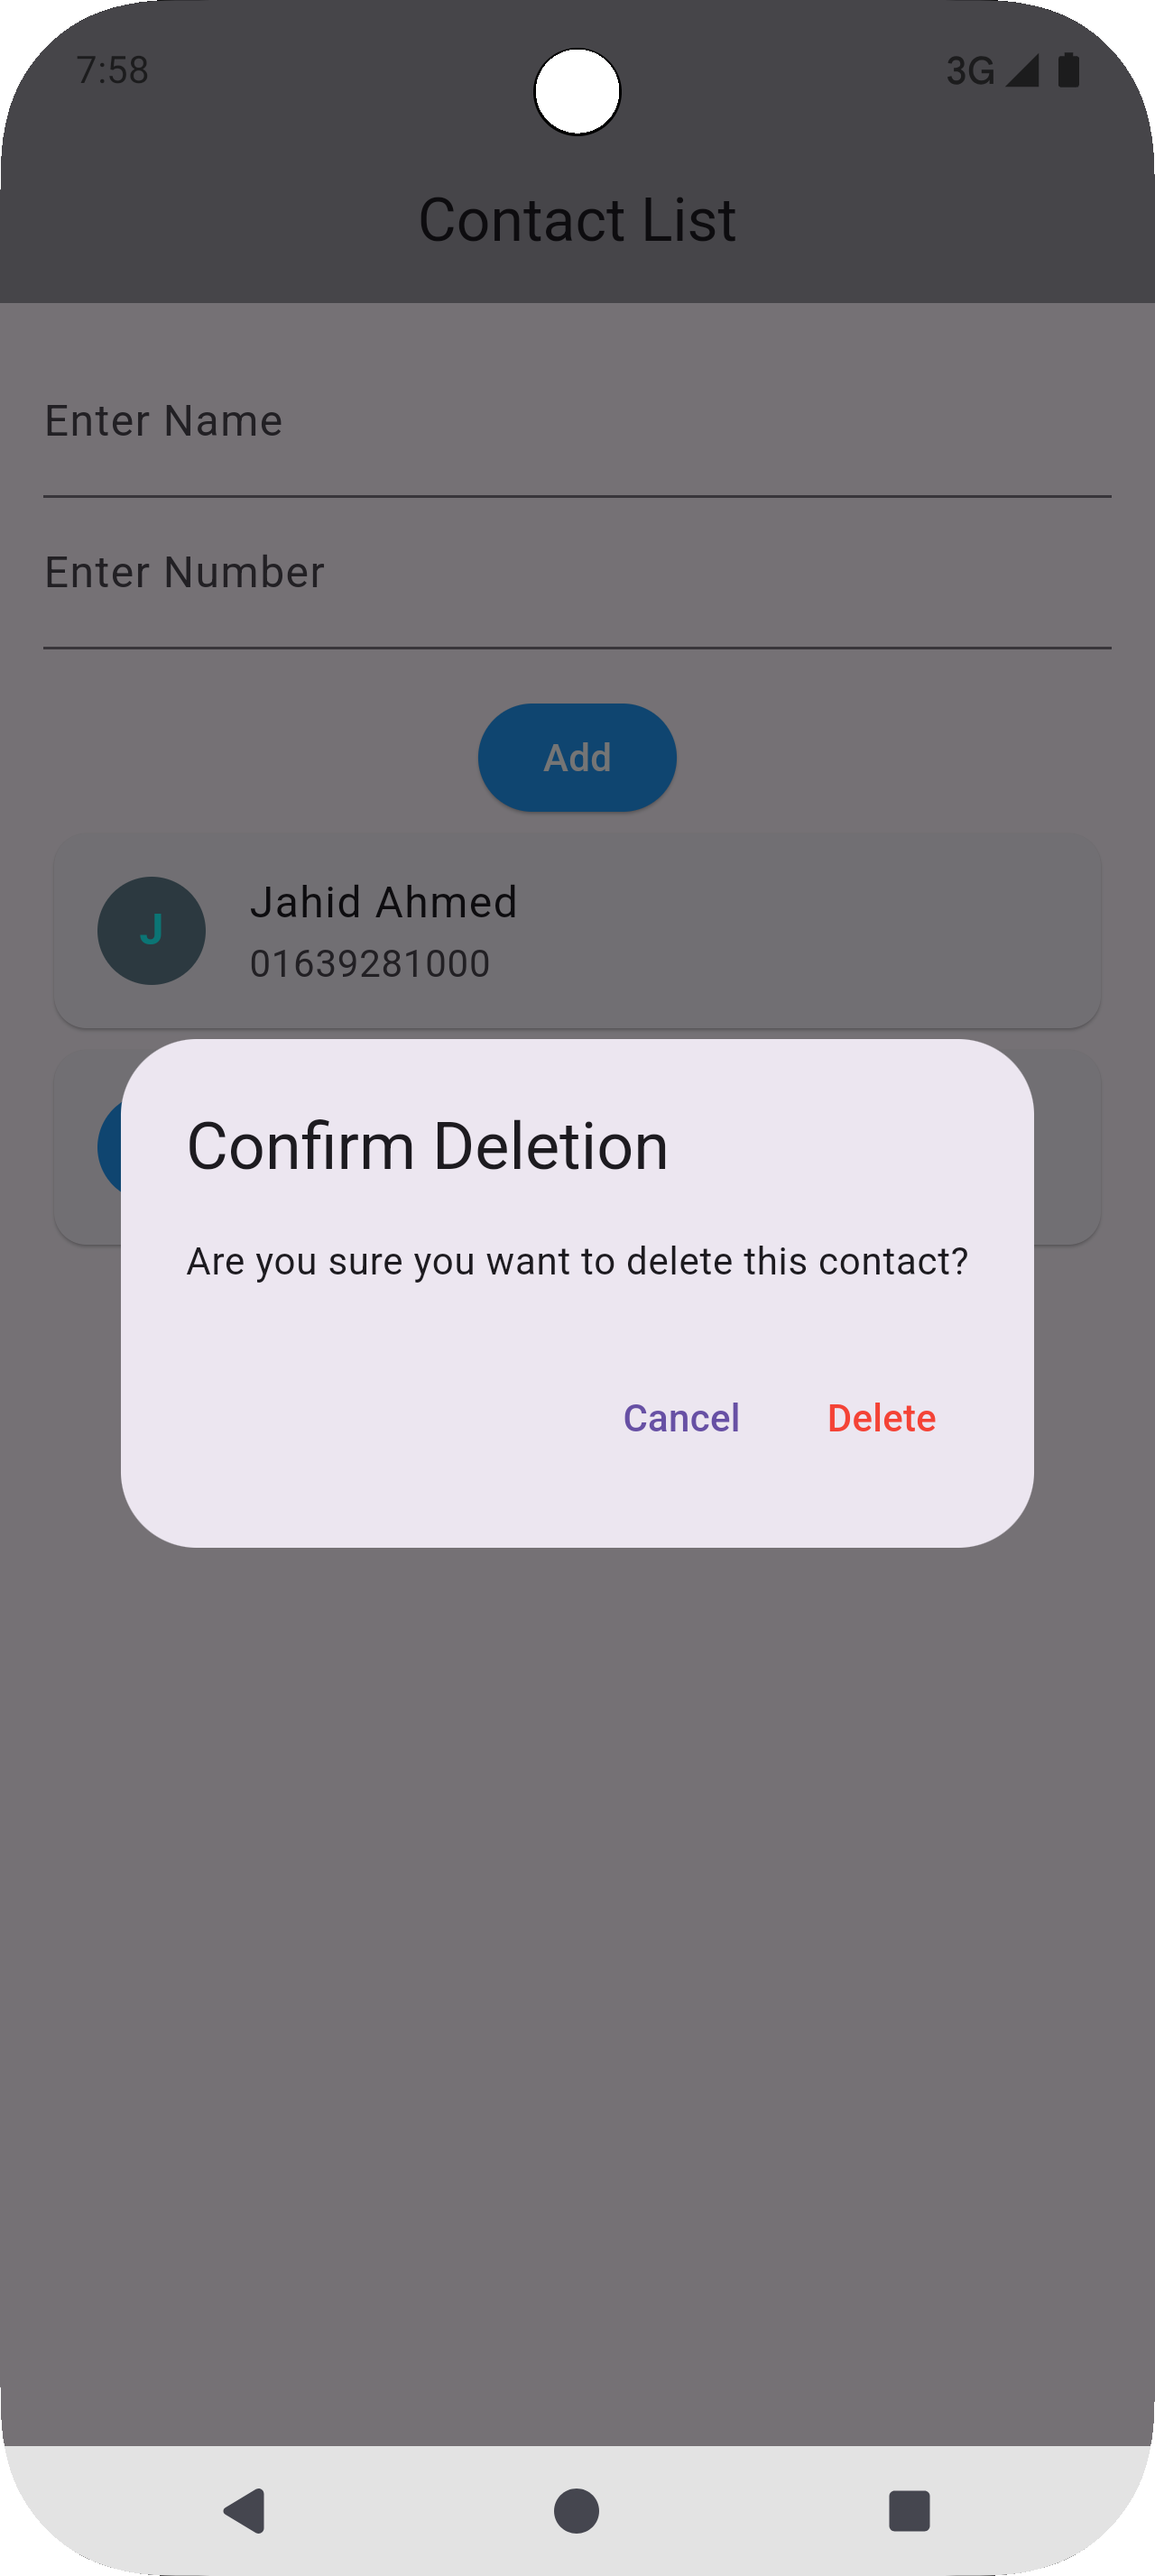 7:58
3G
Contact List
Enter Name
Enter Number
Add
J
Jahid Ahmed
01639281000
Confirm Deletion
Are you sure you want to delete this contact?
Cancel
Delete